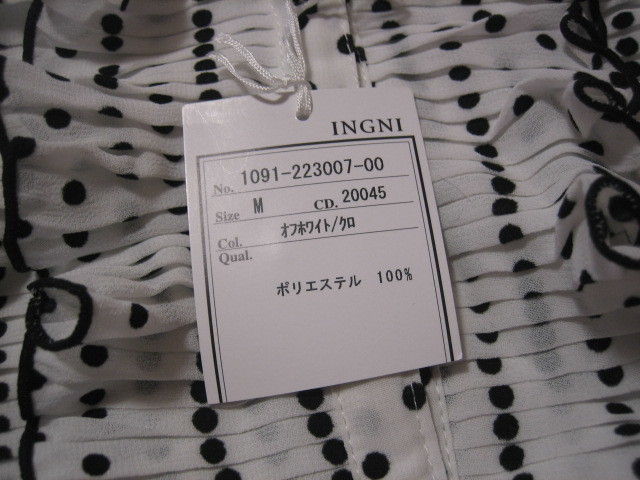 INGNI
No. 1091-223007-00
Size M CD. 20045
Col. ｵﾌﾎﾜｲﾄ/ｸﾛ
Qual.
ポリエステル 100%